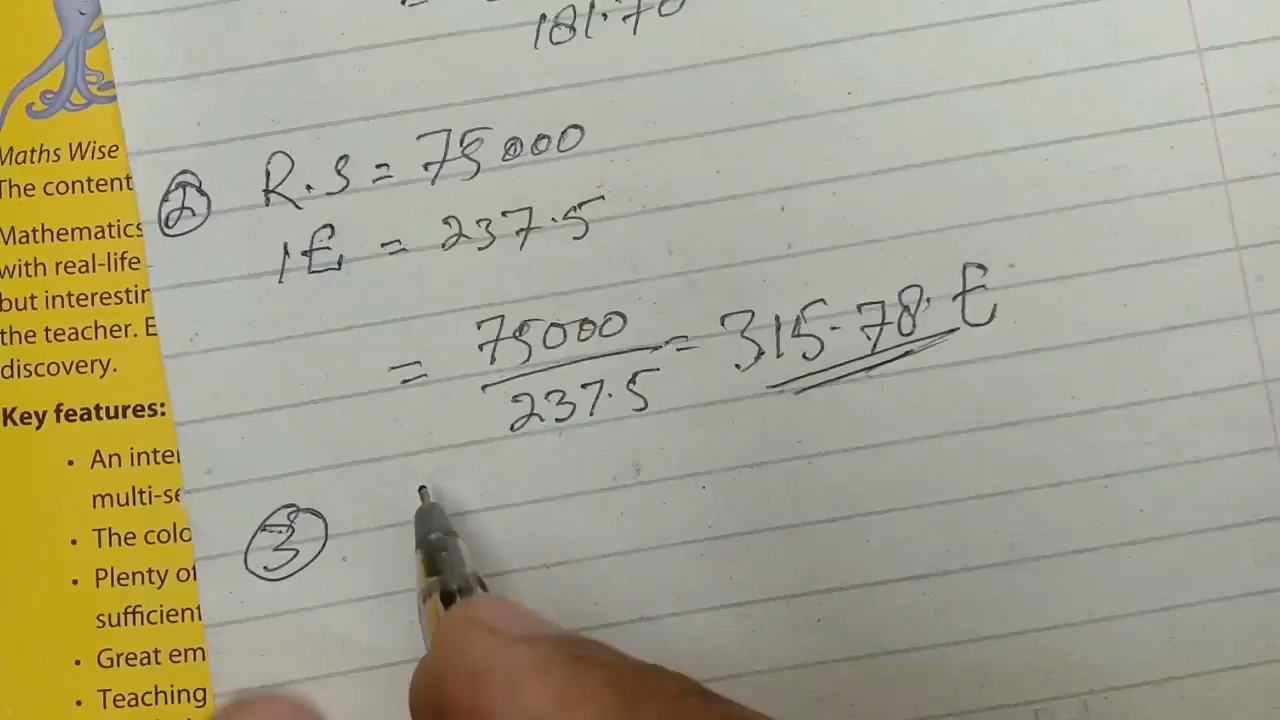 181.70
② R.S = 75000
1£ = 237.5
= 75000 / 237.5 = 315.78 £
③
Maths Wise
The content
Mathematics
with real-life
but interestin
the teacher. E
discovery.
Key features:
• An inte
multi-se
• The colo
• Plenty of
sufficient
• Great em
• Teaching